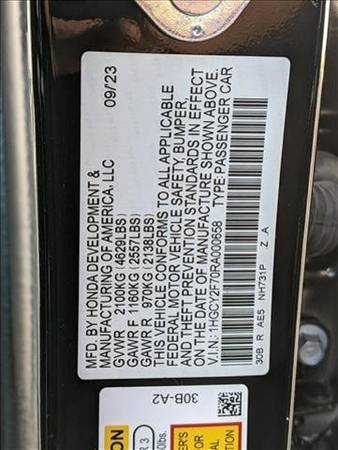 MFD. BY HONDA DEVELOPMENT & 09/23
MANUFACTURING OF AMERICA, LLC
GVWR 2100KG(4629LBS)
GAWR F 1160KG(2557LBS)
GAWR R 970KG(2138LBS)
THIS VEHICLE CONFORMS TO ALL APPLICABLE
FEDERAL MOTOR VEHICLE SAFETY, BUMPER,
AND THEFT PREVENTION STANDARDS IN EFFECT
ON THE DATE OF MANUFACTURE SHOWN ABOVE.
V.I.N.: 1HGCY2F70RA000658 TYPE:PASSENGER CAR
30B R AE5 NH731P Z .A
30B-A2